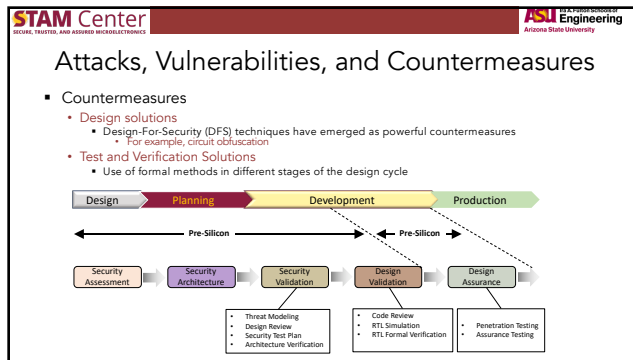 STAM Center
SECURE, TRUSTED, AND ASSURED MICROELECTRONICS
ASU Ira A. Fulton Schools of
Engineering
Arizona State University
Attacks, Vulnerabilities, and Countermeasures
▪ Countermeasures
• Design solutions
▪ Design-For-Security (DFS) techniques have emerged as powerful countermeasures
• For example, circuit obfuscation
• Test and Verification Solutions
▪ Use of formal methods in different stages of the design cycle
Design Planning Development Production
Pre-Silicon Pre-Silicon
Security Assessment
Security Architecture
Security Validation
Design Validation
Design Assurance
• Threat Modeling
• Design Review
• Security Test Plan
• Architecture Verification
• Code Review
• RTL Simulation
• RTL Formal Verification
• Penetration Testing
• Assurance Testing